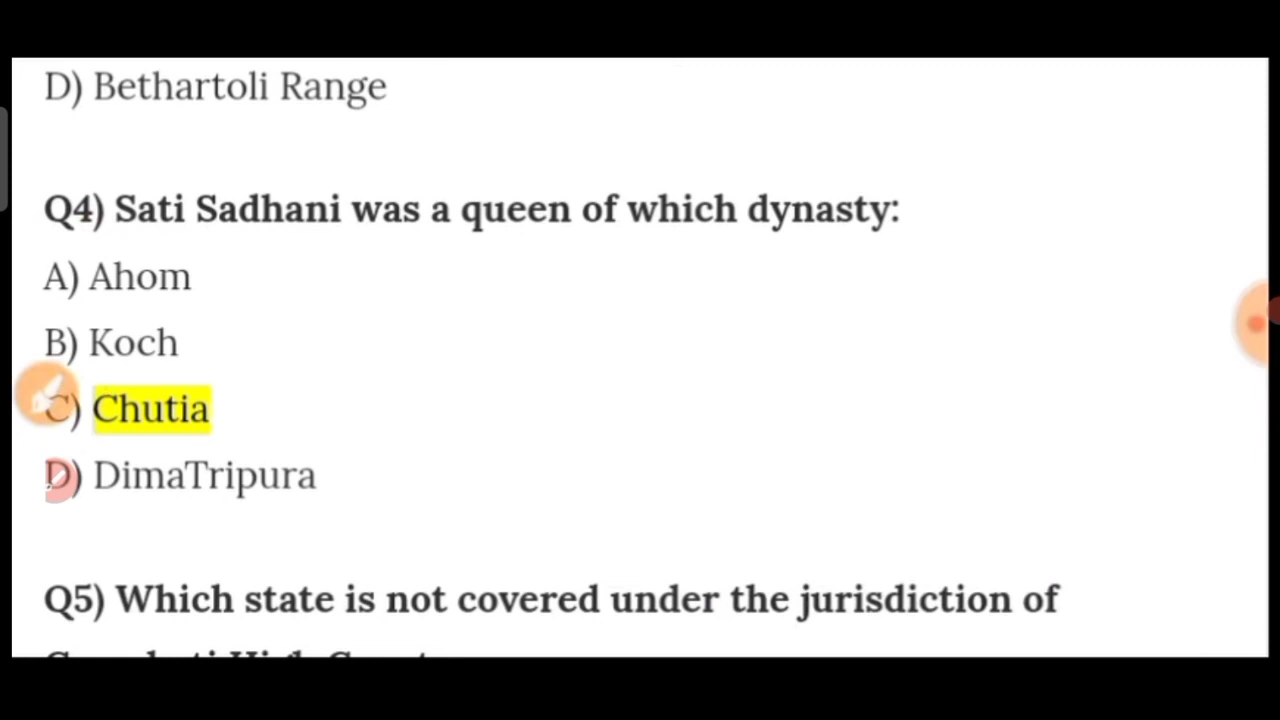 D) Bethartoli Range
Q4) Sati Sadhani was a queen of which dynasty:
A) Ahom
B) Koch
C) Chutia
D) DimaTripura
Q5) Which state is not covered under the jurisdiction of